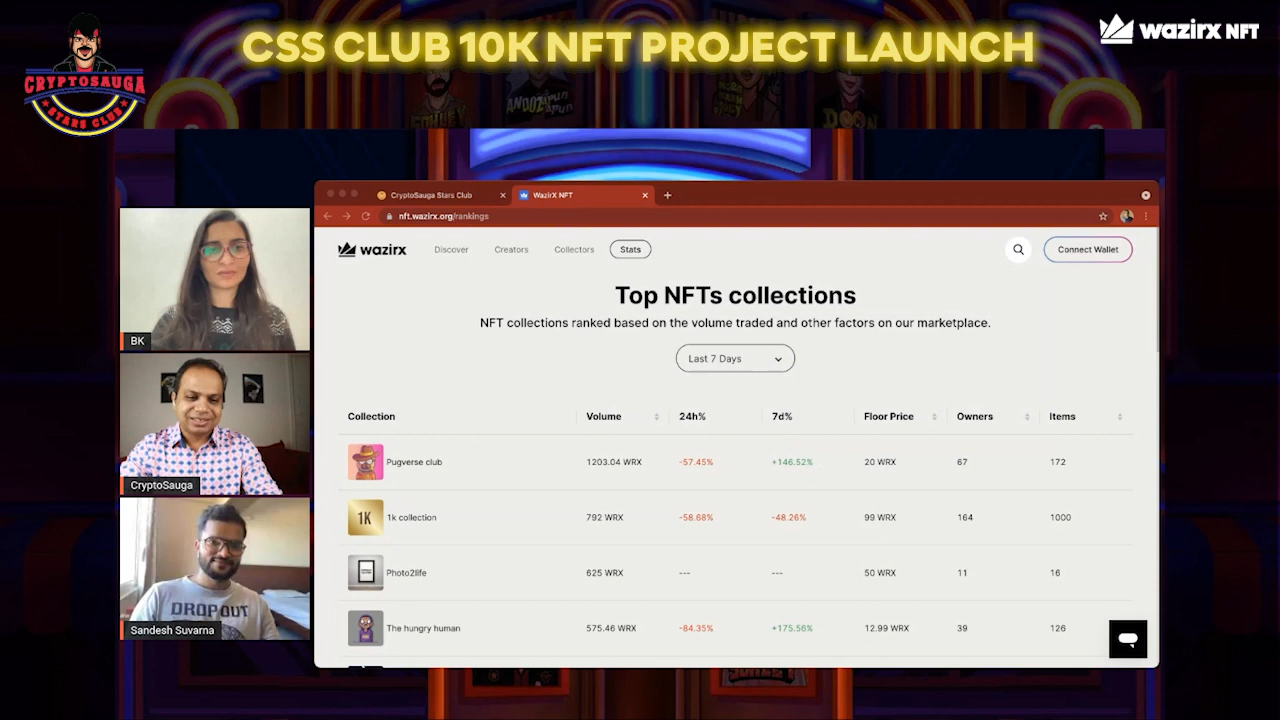 CSS CLUB 10K NFT PROJECT LAUNCH
wazirx NFT
CRYPTOSAUGA
STARS CLUB
CryptoSauga Stars Club
WazirX NFT
nft.wazirx.org/rankings
wazirx Discover Creators Collectors Stats Connect Wallet
Top NFTs collections
NFT collections ranked based on the volume traded and other factors on our marketplace.
Last 7 Days
Collection Volume 24h% 7d% Floor Price Owners Items
Pugverse club 1203.04 WRX -57.45% +146.52% 20 WRX 67 172
1K 1k collection 792 WRX -58.68% -48.26% 99 WRX 164 1000
Photo2life 625 WRX --- --- 50 WRX 11 16
The hungry human 575.46 WRX -84.35% +175.56% 12.99 WRX 39 126
BK
CryptoSauga
DROPOUT
Sandesh Suvarna